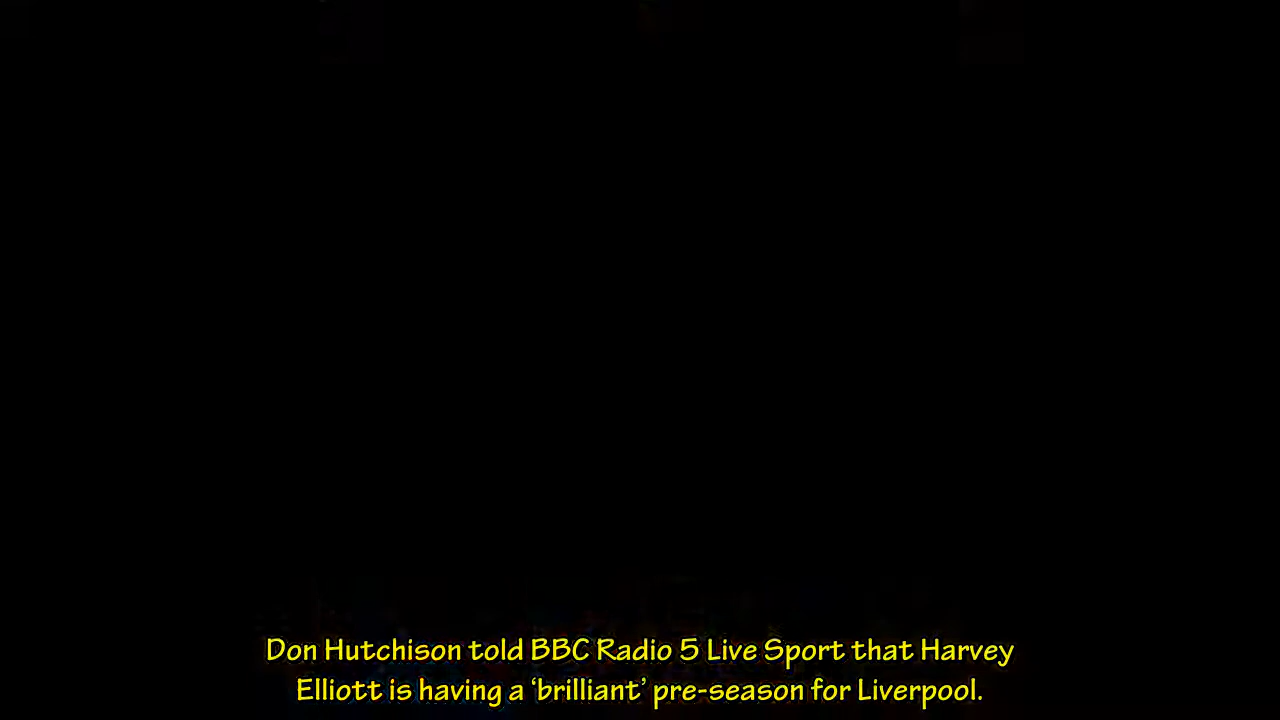 Don Hutchison told BBC Radio 5 Live Sport that Harvey
Elliott is having a ‘brilliant’ pre-season for Liverpool.